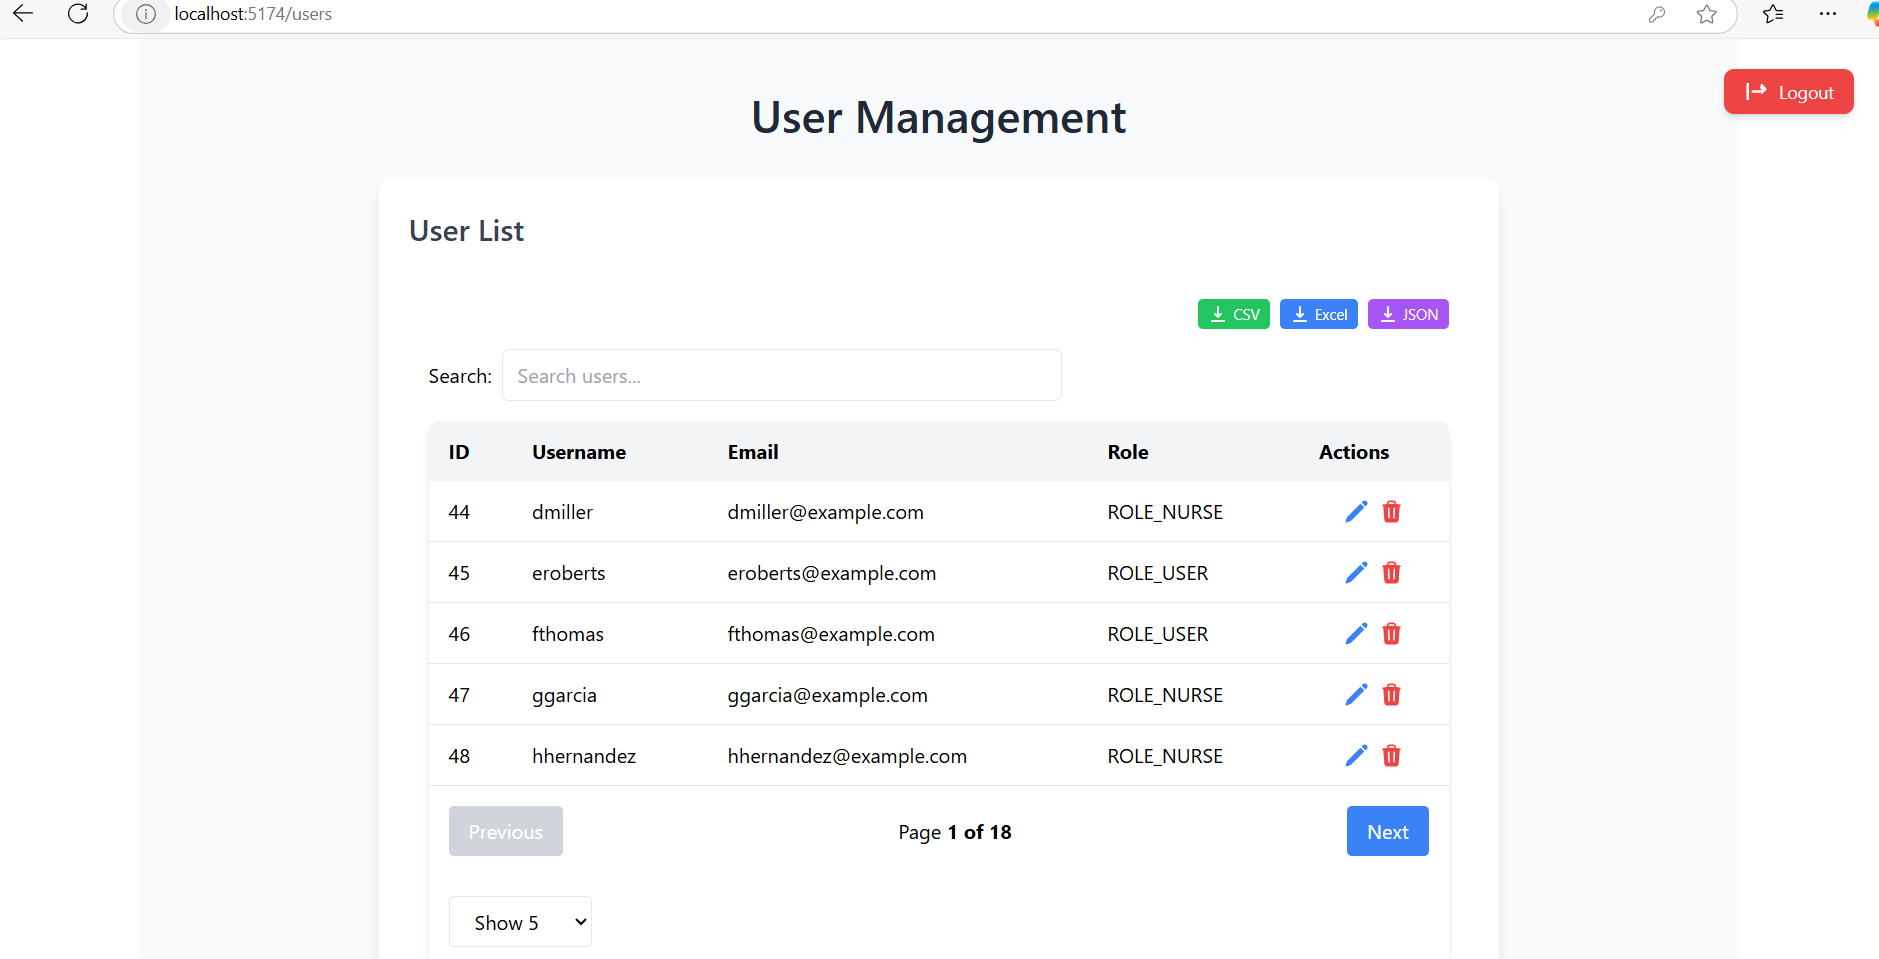 localhost:5174/users
Logout
User Management
User List
CSV Excel JSON
Search: Search users...
ID Username Email Role Actions
44 dmiller dmiller@example.com ROLE_NURSE
45 eroberts eroberts@example.com ROLE_USER
46 fthomas fthomas@example.com ROLE_USER
47 ggarcia ggarcia@example.com ROLE_NURSE
48 hhernandez hhernandez@example.com ROLE_NURSE
Previous Page 1 of 18 Next
Show 5